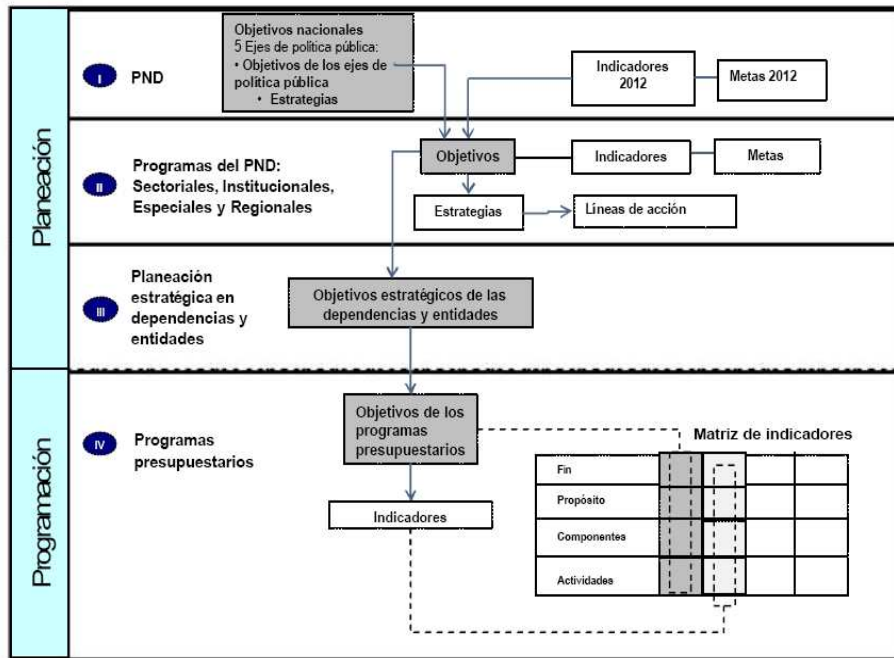 Planeación
I
PND
Objetivos nacionales
5 Ejes de política pública:
• Objetivos de los ejes de
política pública
• Estrategias
Indicadores
2012
Metas 2012
II
Programas del PND:
Sectoriales, Institucionales,
Especiales y Regionales
Objetivos
Indicadores
Metas
Estrategias
Líneas de acción
III
Planeación
estratégica en
dependencias y
entidades
Objetivos estratégicos de las
dependencias y entidades
Programación
IV
Programas
presupuestarios
Objetivos de los
programas
presupuestarios
Indicadores
Matriz de indicadores
Fin
Propósito
Componentes
Actividades